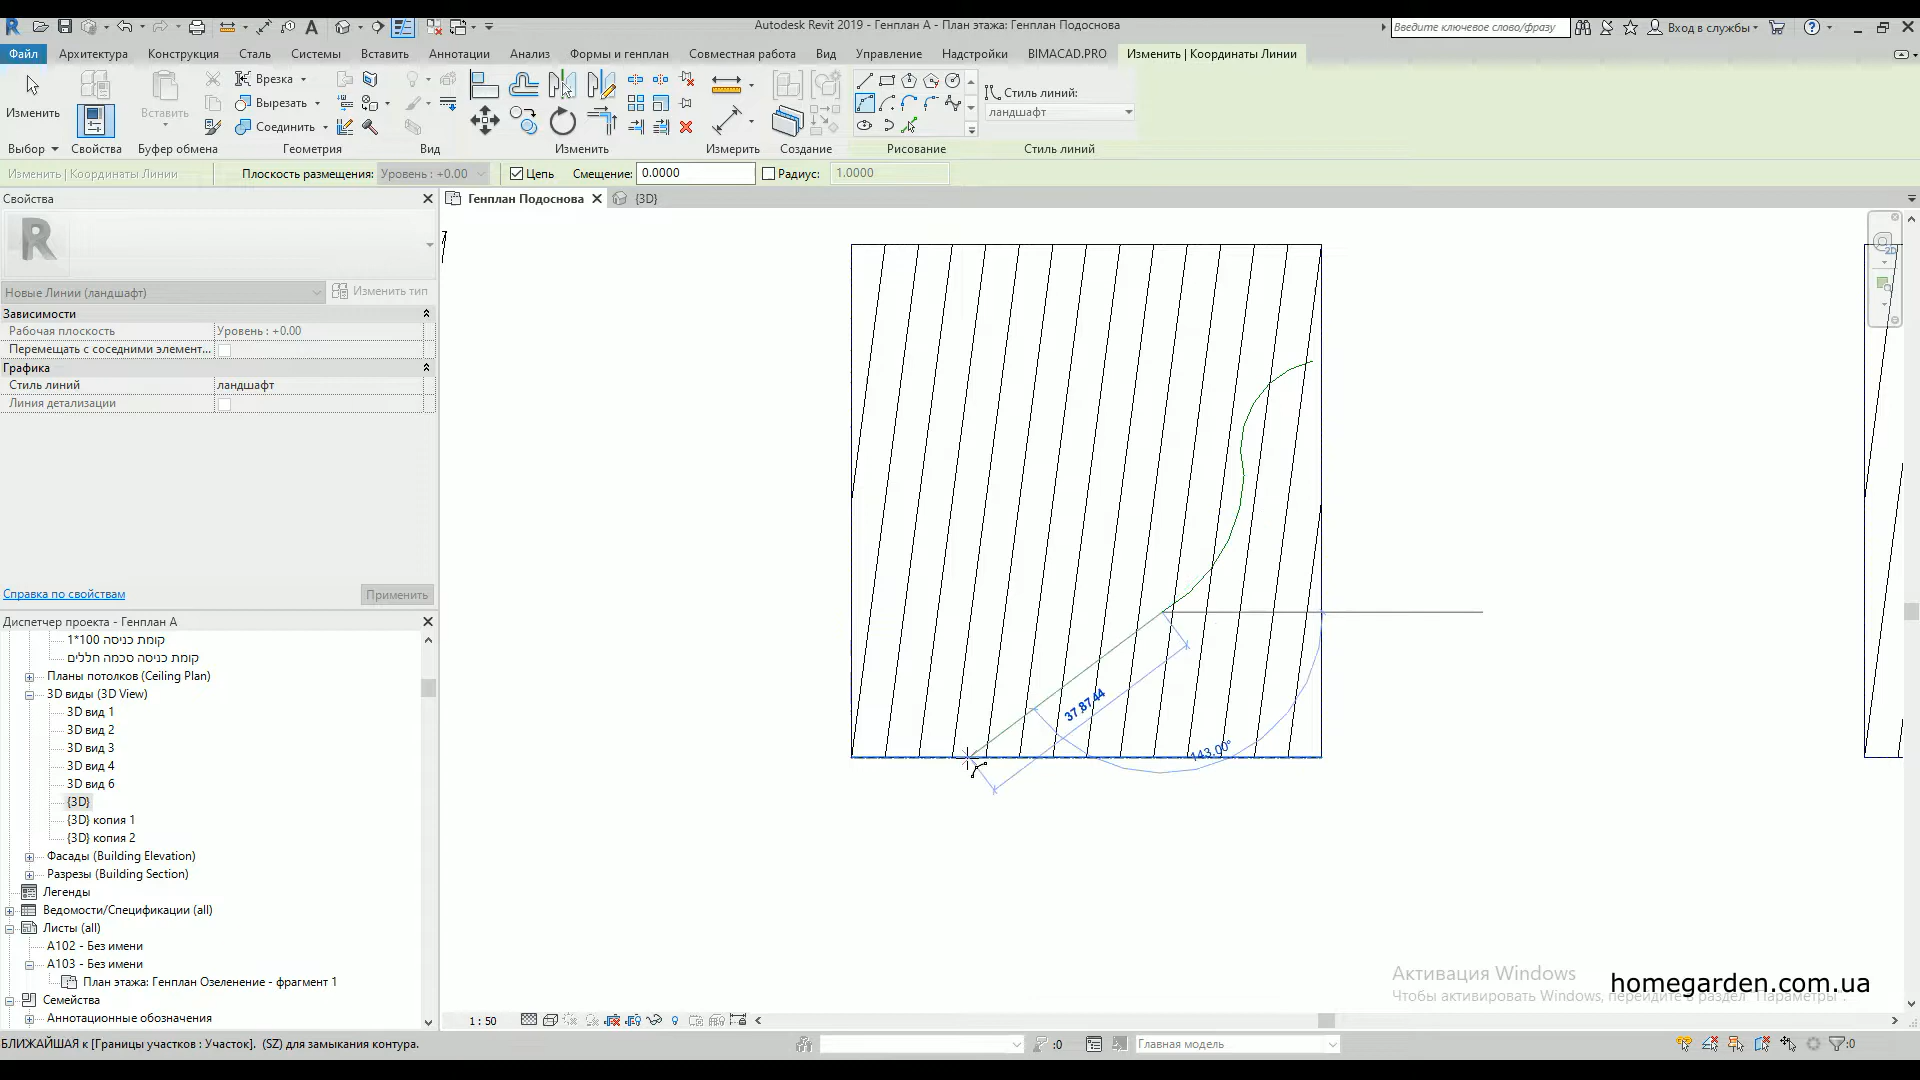 Autodesk Revit 2019 - Генплан А - План этажа: Генплан Подоснова
Введите ключевое слово/фразу
Вход в службы
Файл
Архитектура
Конструкция
Сталь
Системы
Вставить
Аннотации
Анализ
Формы и генплан
Совместная работа
Вид
Управление
Надстройки
BIMACAD.PRO
Изменить | Координаты Линии
Изменить
Вставить
Врезка
Вырезать
Соединить
Стиль линий:
ландшафт
Выбор
Свойства
Буфер обмена
Геометрия
Вид
Изменить
Измерить
Создание
Рисование
Стиль линий
Изменить | Координаты Линии
Плоскость размещения:
Уровень : +0.00
Цепь
Смещение:
0.0000
Радиус:
1.0000
Свойства
Генплан Подоснова
{3D}
R
Новые Линии (ландшафт)
Изменить тип
Зависимости
Рабочая плоскость
Уровень : +0.00
Перемещать с соседними элемент...
Графика
Стиль линий
ландшафт
Линия детализации
Справка по свойствам
Применить
Диспетчер проекта - Генплан А
קומת כניסה 100*1
קומת כניסה סכמה חללים
Планы потолков (Ceiling Plan)
3D виды (3D View)
3D вид 1
3D вид 2
3D вид 3
3D вид 4
3D вид 6
{3D}
{3D} копия 1
{3D} копия 2
Фасады (Building Elevation)
Разрезы (Building Section)
Легенды
Ведомости/Спецификации (all)
Листы (all)
A102 - Без имени
A103 - Без имени
План этажа: Генплан Озеленение - фрагмент 1
Семейства
Аннотационные обозначения
37.8744
143.00°
2D
Активация Windows
Чтобы активировать Windows, перейдите в раздел "Параметры".
homegarden.com.ua
1 : 50
БЛИЖАЙШАЯ к [Границы участков : Участок]. (SZ) для замыкания контура.
:0
Главная модель
:0